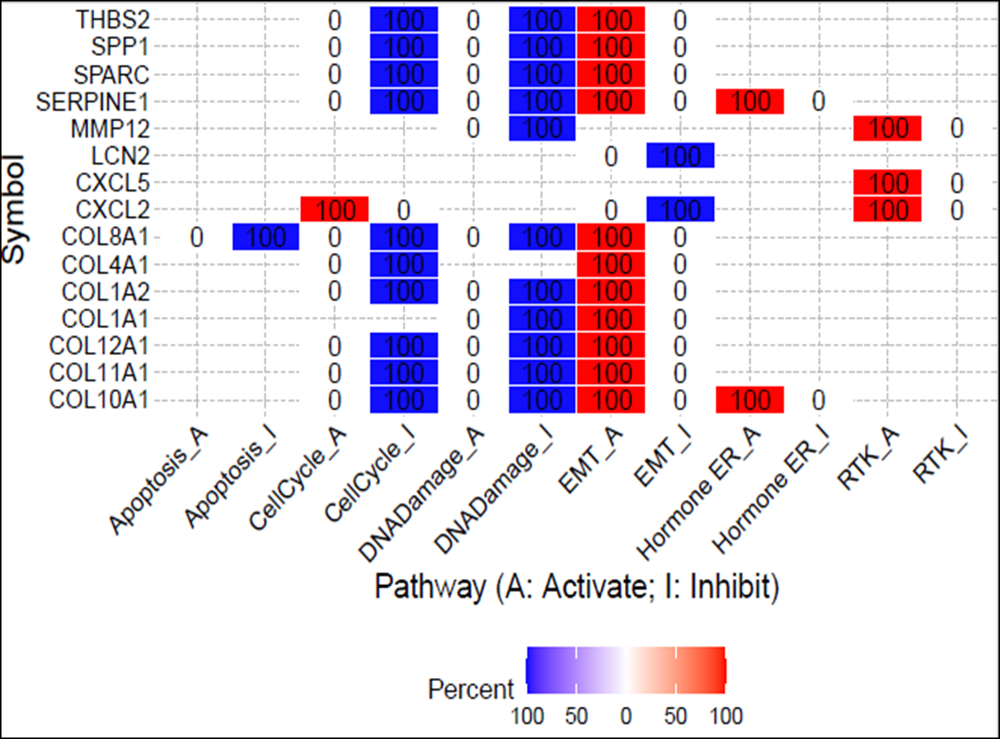 THBS2 0 100 0 100 100 0
SPP1 0 100 0 100 100 0
SPARC 0 100 0 100 100 0
SERPINE1 0 100 0 100 100 0 100 0
MMP12 0 100 100 0
LCN2 0 100
CXCL5 100 0
CXCL2 100 0 0 100 100 0
COL8A1 0 100 0 100 0 100 100 0
COL4A1 0 100 100 0
COL1A2 0 100 0 100 100 0
COL1A1 0 100 100 0
COL12A1 0 100 0 100 100 0
COL11A1 0 100 0 100 100 0
COL10A1 0 100 0 100 100 0 100 0
Symbol
Apoptosis_A
Apoptosis_I
CellCycle_A
CellCycle_I
DNADamage_A
DNADamage_I
EMT_A
EMT_I
Hormone ER_A
Hormone ER_I
RTK_A
RTK_I
Pathway (A: Activate; I: Inhibit)
Percent
100 50 0 50 100